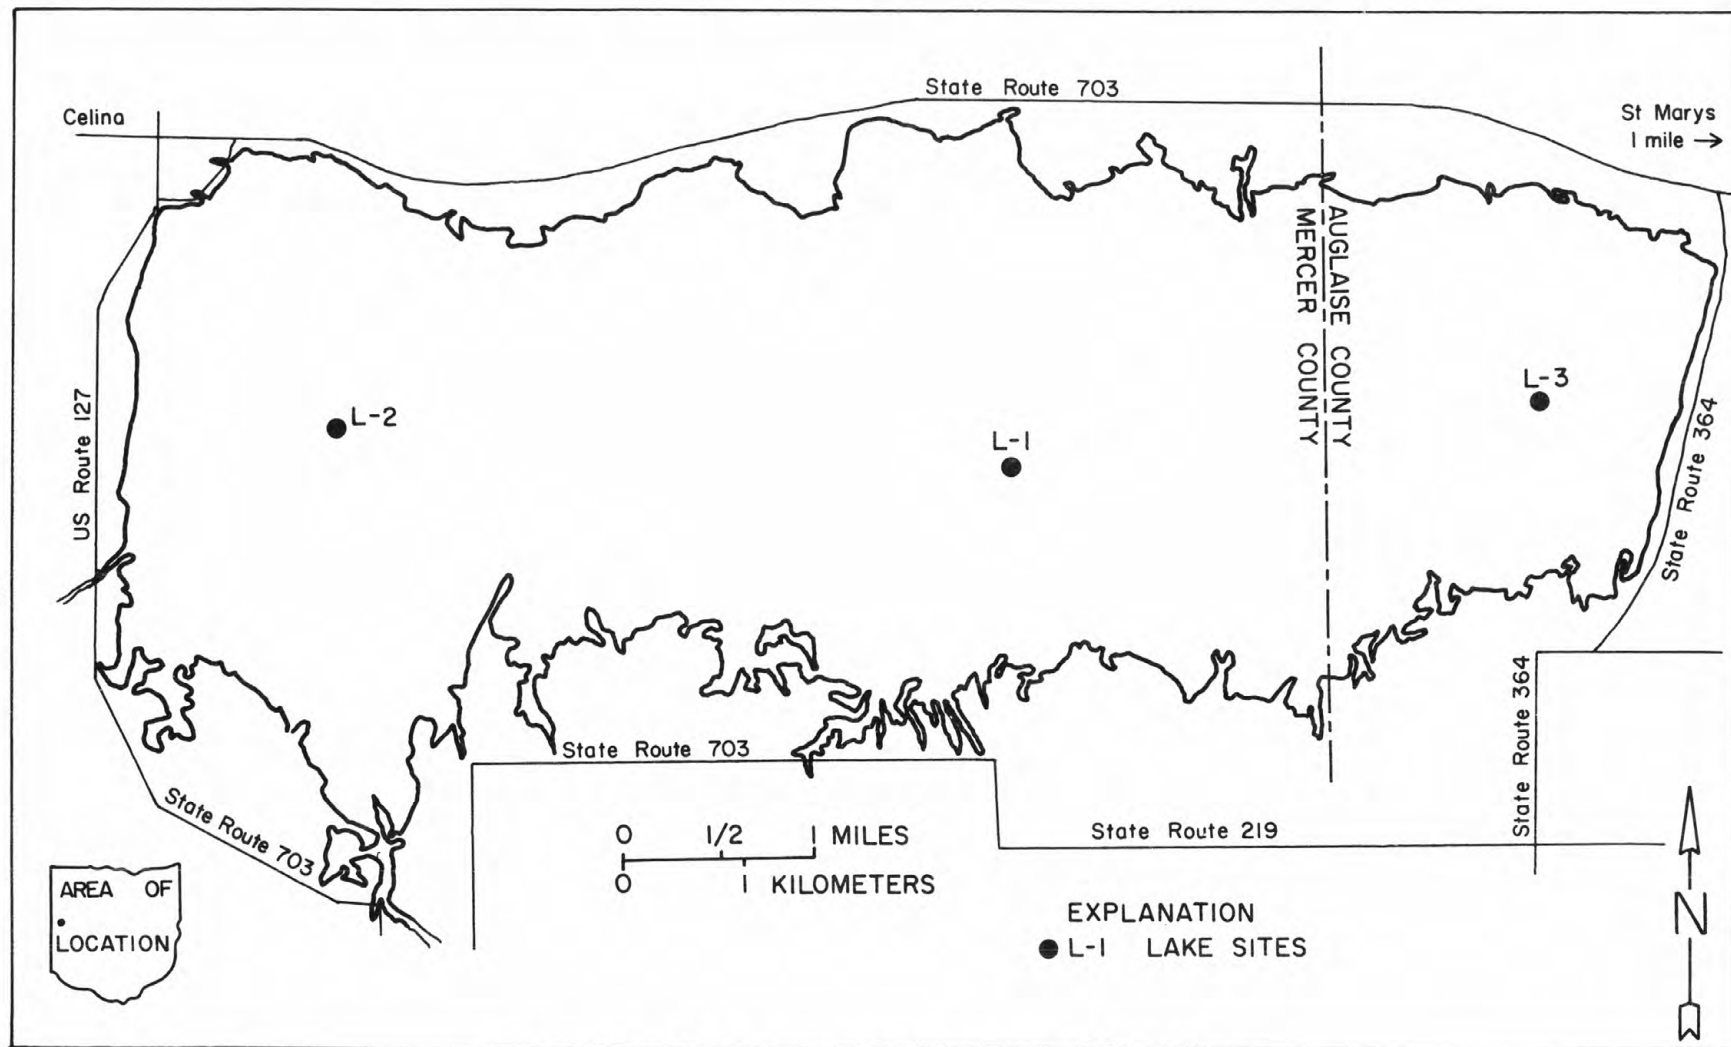 State Route 703
Celina
St Marys
1 mile →
AUGLAISE COUNTY
MERCER COUNTY
L-3
L-2
L-1
US Route 127
State Route 364
State Route 364
State Route 703
State Route 703
State Route 219
0 1/2 1 MILES
0 1 KILOMETERS
AREA OF
LOCATION
EXPLANATION
L-1 LAKE SITES
N